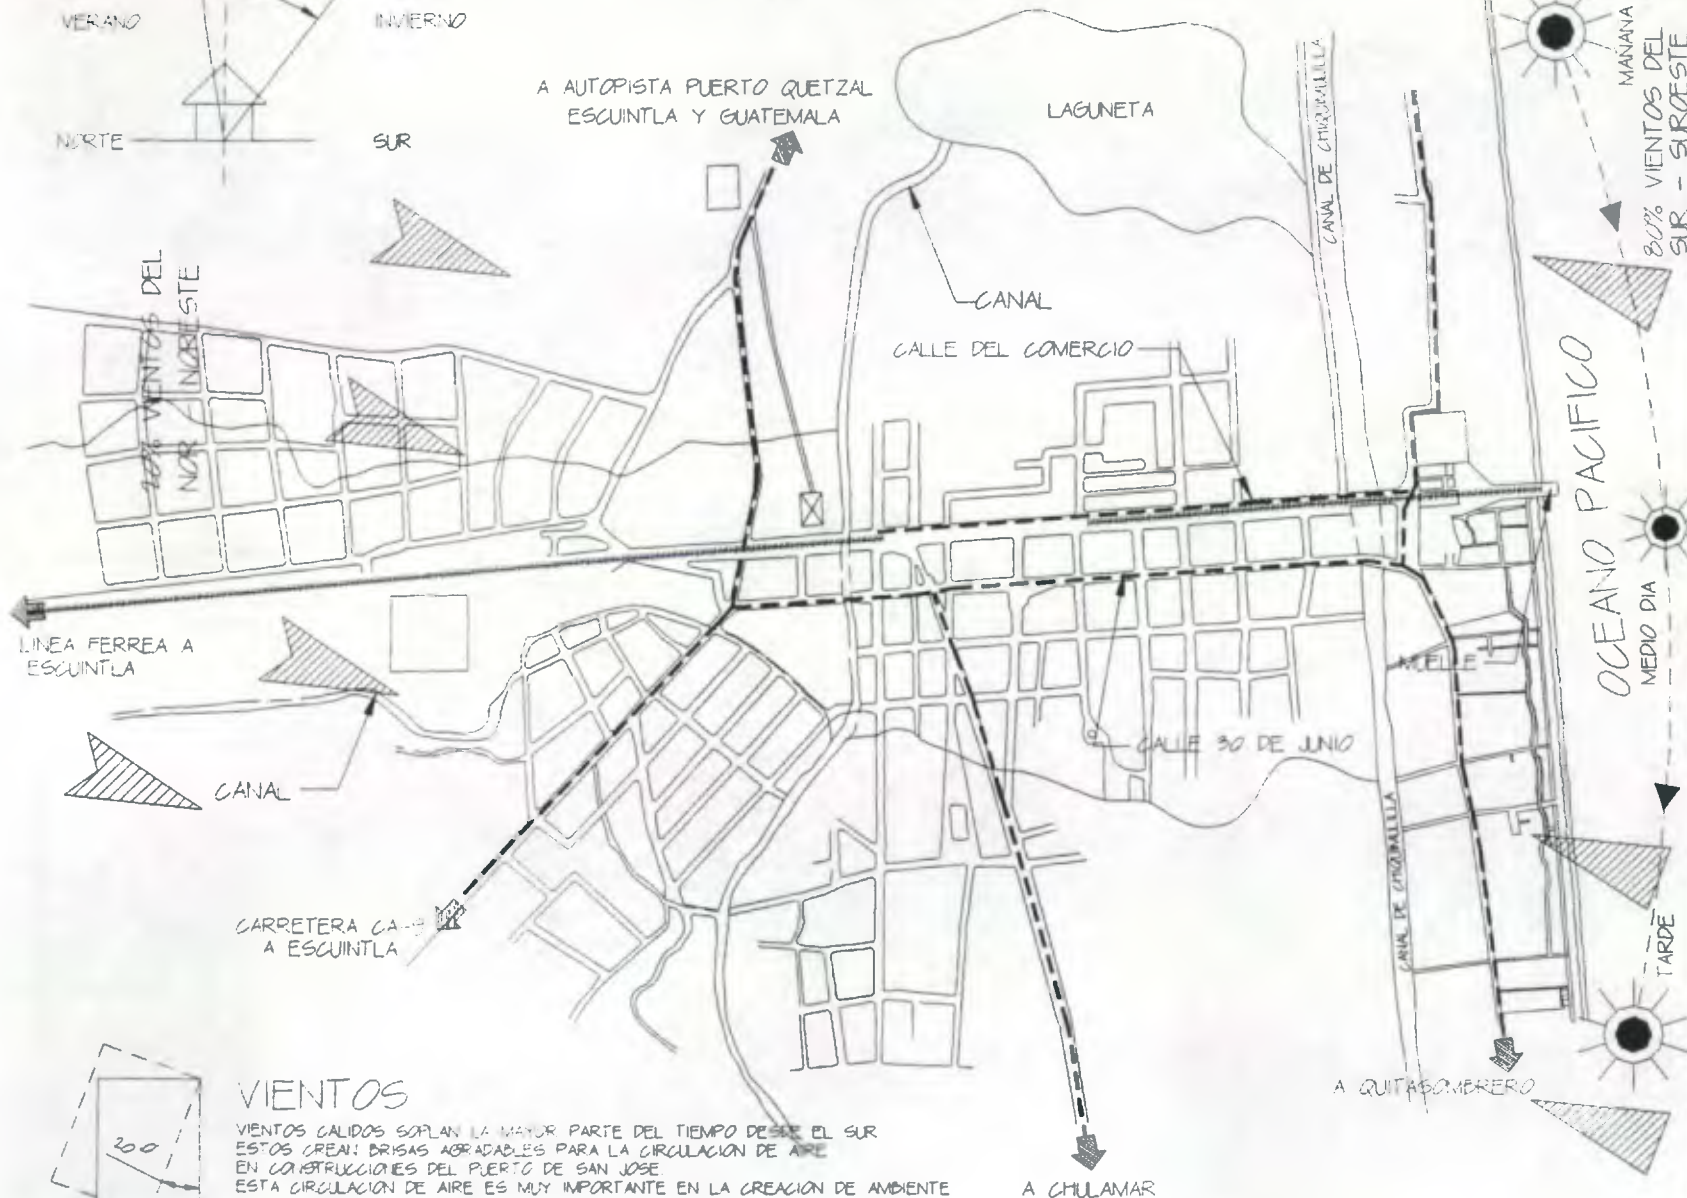 VERANO
INVIERNO
NORTE
SUR
A AUTOPISTA PUERTO QUETZAL
ESCUINTLA Y GUATEMALA
LAGUNETA
CANAL DE CHIQUIMULILLA
MAÑANA
80% VIENTOS DEL
SUR - SUROESTE
20% VIENTOS DEL
NOR - NORESTE
CANAL
CALLE DEL COMERCIO
OCEANO PACIFICO
MEDIO DIA
LINEA FERREA A
ESCUINTLA
MUELLE
CALLE 30 DE JUNIO
CANAL
CANAL DE CHIQUIMULILLA
CARRETERA CA-9
A ESCUINTLA
TARDE
A QUITASOMBRERO
VIENTOS
VIENTOS CALIDOS SOPLAN LA MAYOR PARTE DEL TIEMPO DESDE EL SUR
ESTOS CREAN BRISAS AGRADABLES PARA LA CIRCULACION DE AIRE
EN CONSTRUCCIONES DEL PUERTO DE SAN JOSE.
ESTA CIRCULACION DE AIRE ES MUY IMPORTANTE EN LA CREACION DE AMBIENTE
A CHULAMAR